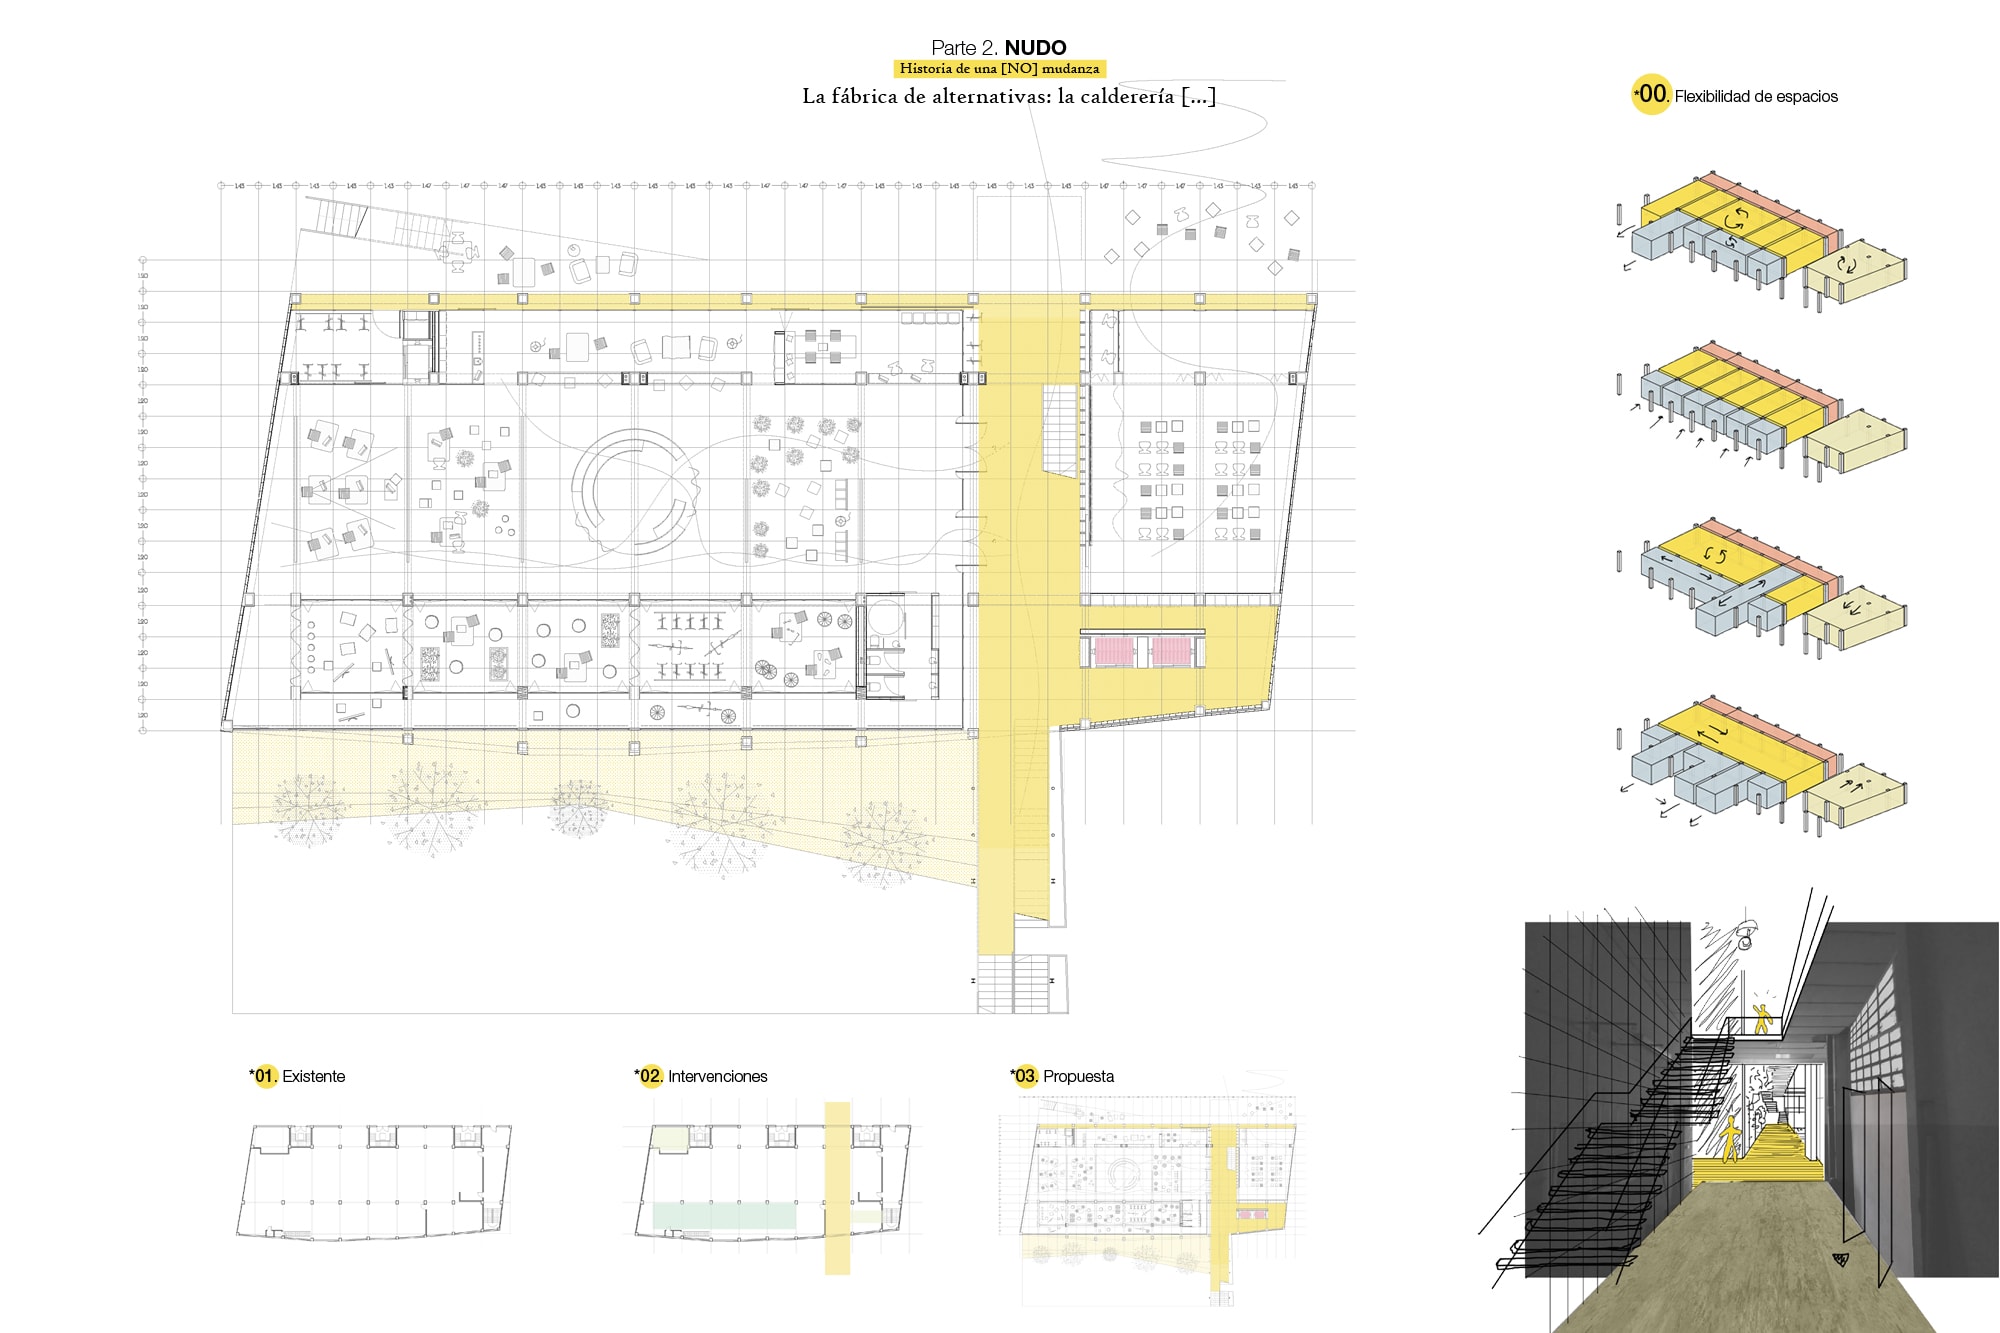 Parte 2. NUDO
Historia de una [NO] mudanza
La fábrica de alternativas: la calderería [...]
*00. Flexibilidad de espacios
*01. Existente
*02. Intervenciones
*03. Propuesta